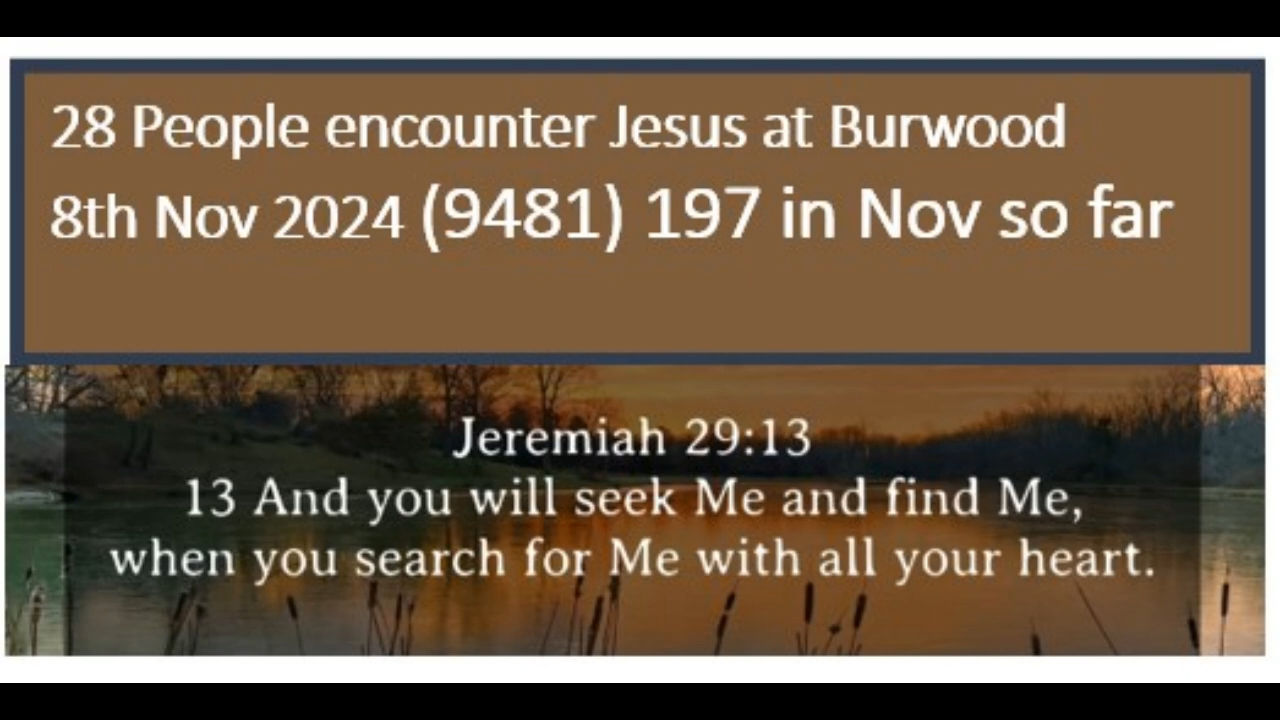 28 People encounter Jesus at Burwood
8th Nov 2024 (9481) 197 in Nov so far
Jeremiah 29:13
13 And you will seek Me and find Me,
when you search for Me with all your heart.